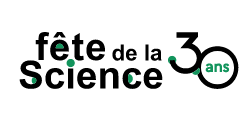 fête de la
Science
30 ans